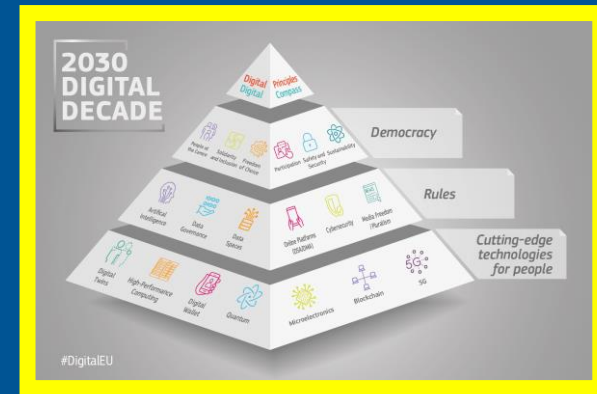 2030
DIGITAL
DECADE
Digital Principles
Digital Compass
People at
the Center
Solidarity
and Inclusion
Freedom
of Choice
Participation
Safety and
Security
Sustainability
Democracy
Artificial
Intelligence
Data
Governance
Data
Spaces
Online Platforms
(DSA/DMA)
Cybersecurity
Media Freedom
/Pluralism
Rules
Digital
Twins
High-Performance
Computing
Digital
Wallet
Quantum
Microelectronics
Blockchain
5G
5G
Cutting-edge
technologies
for people
#DigitalEU